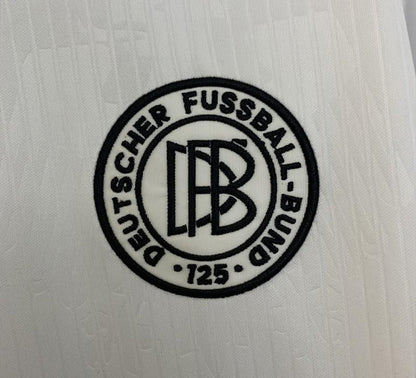 DEUTSCHER FUSSBALL-BUND
DFB
· 125 ·